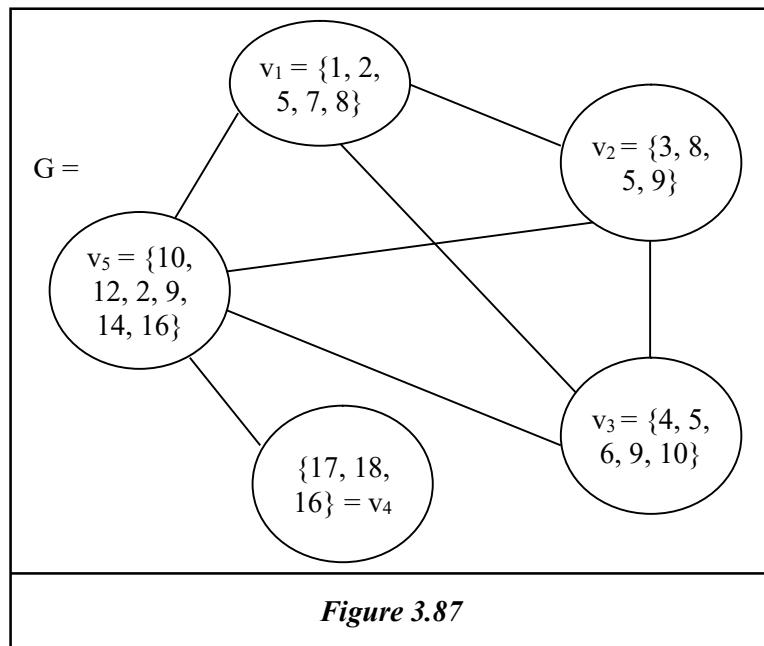 v₁ = {1, 2,
5, 7, 8}
v₂ = {3, 8,
5, 9}
G =
v₅ = {10,
12, 2, 9,
14, 16}
v₃ = {4, 5,
6, 9, 10}
{17, 18,
16} = v₄
Figure 3.87